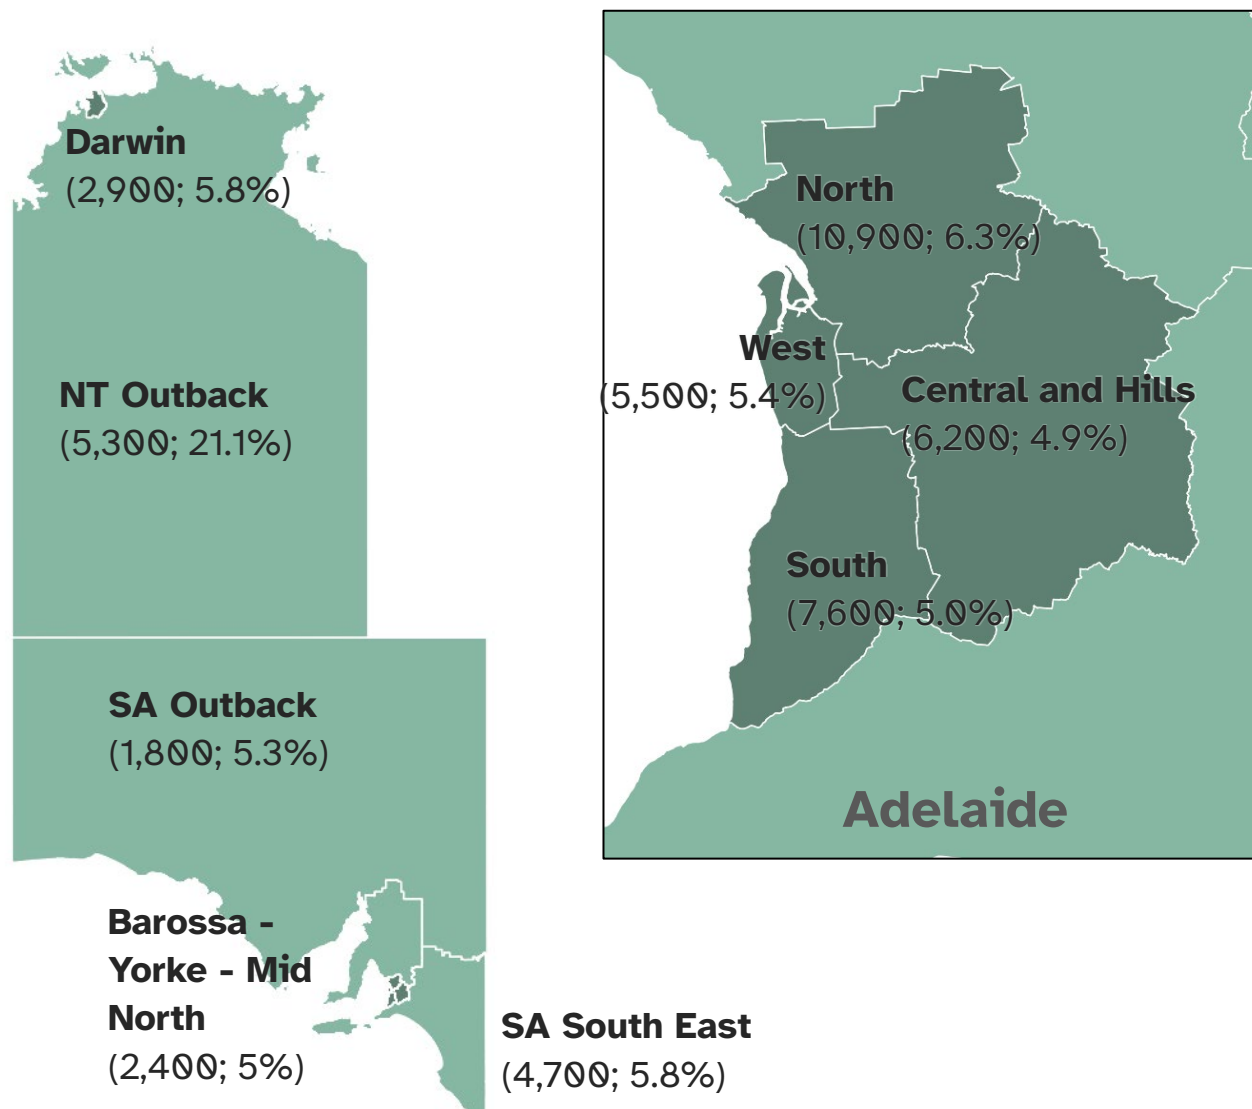 Darwin
(2,900; 5.8%)
NT Outback
(5,300; 21.1%)
SA Outback
(1,800; 5.3%)
Barossa -
Yorke - Mid
North
(2,400; 5%)
SA South East
(4,700; 5.8%)
North
(10,900; 6.3%)
West
(5,500; 5.4%)
Central and Hills
(6,200; 4.9%)
South
(7,600; 5.0%)
Adelaide